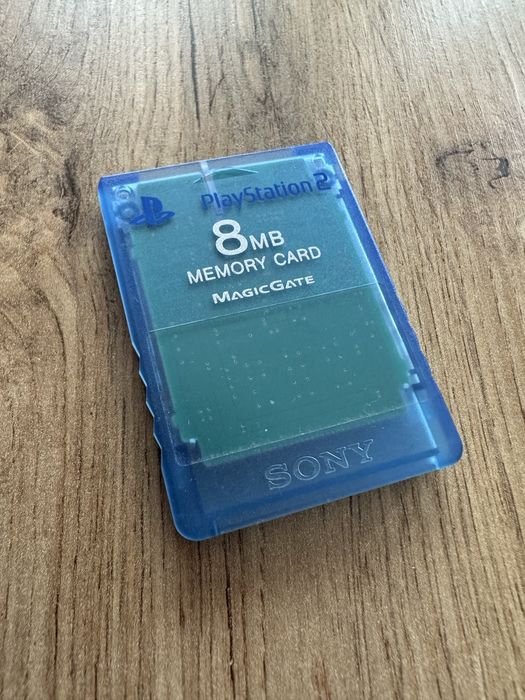 PlayStation 2
8MB
MEMORY CARD
MAGICGATE
SONY